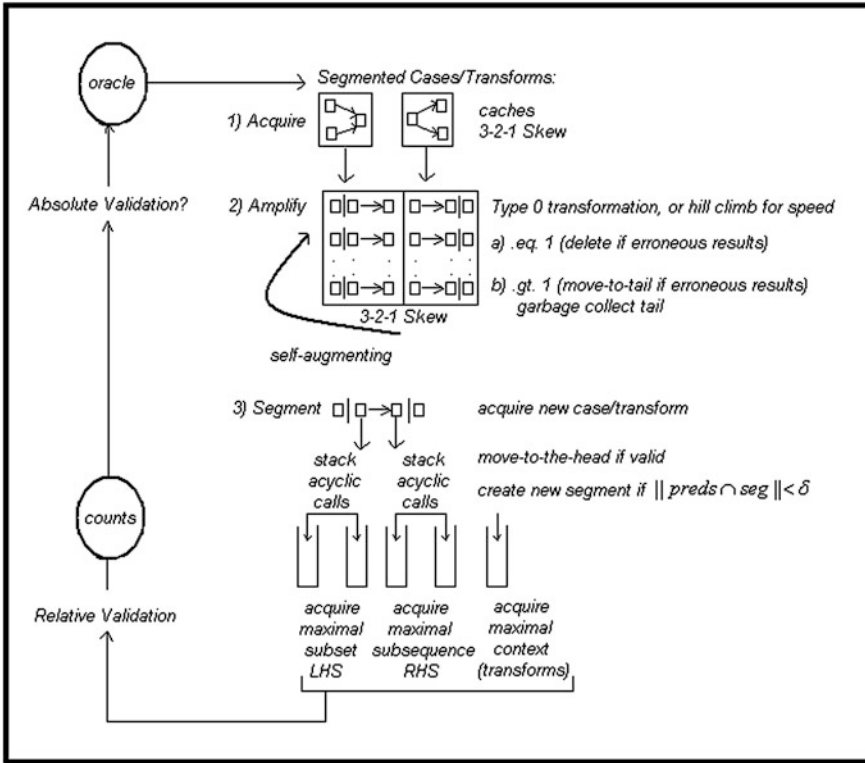 oracle
Segmented Cases/Transforms:
1) Acquire
caches
3-2-1 Skew
Absolute Validation?
2) Amplify
Type 0 transformation, or hill climb for speed
a) .eq. 1 (delete if erroneous results)
b) .gt. 1 (move-to-tail if erroneous results)
garbage collect tail
3-2-1 Skew
self-augmenting
3) Segment
acquire new case/transform
stack
acyclic
calls
stack
acyclic
calls
move-to-the-head if valid
create new segment if || preds ∩ seg || < δ
counts
Relative Validation
acquire
maximal
subset
LHS
acquire
maximal
subsequence
RHS
acquire
maximal
context
(transforms)